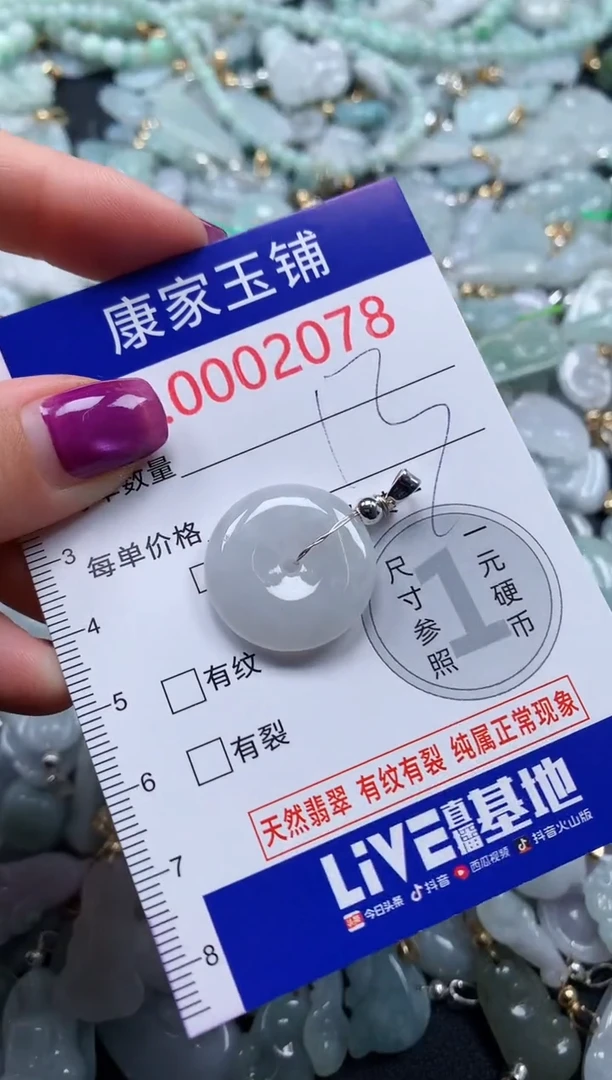 康家玉铺
.0002078
数量
每单价格
有纹
有裂
一元硬币
尺寸参照
1
天然翡翠 有纹有裂 纯属正常现象
LiVE直播基地
今日头条 抖音 西瓜视频 抖音火山版
3
4
5
6
7
8